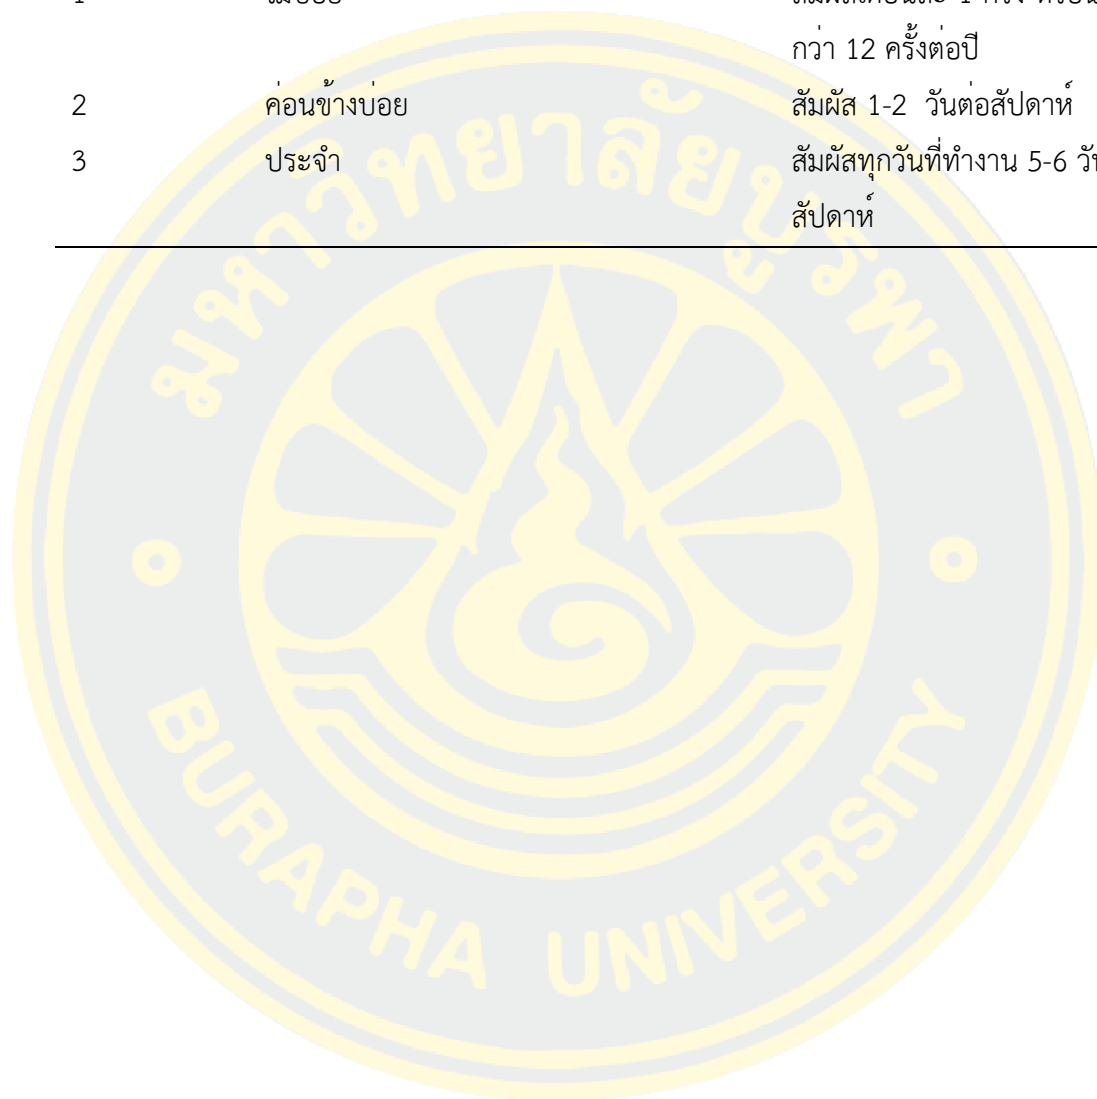 1
กว่า 12 ครั้งต่อปี
2 ค่อนข้างบ่อย สัมผัส 1-2 วันต่อสัปดาห์
3 ประจำ สัมผัสทุกวันที่ทำงาน 5-6
สัปดาห์
มหาวิทยาลัยบูรพา
BURAPHA UNIVERSITY